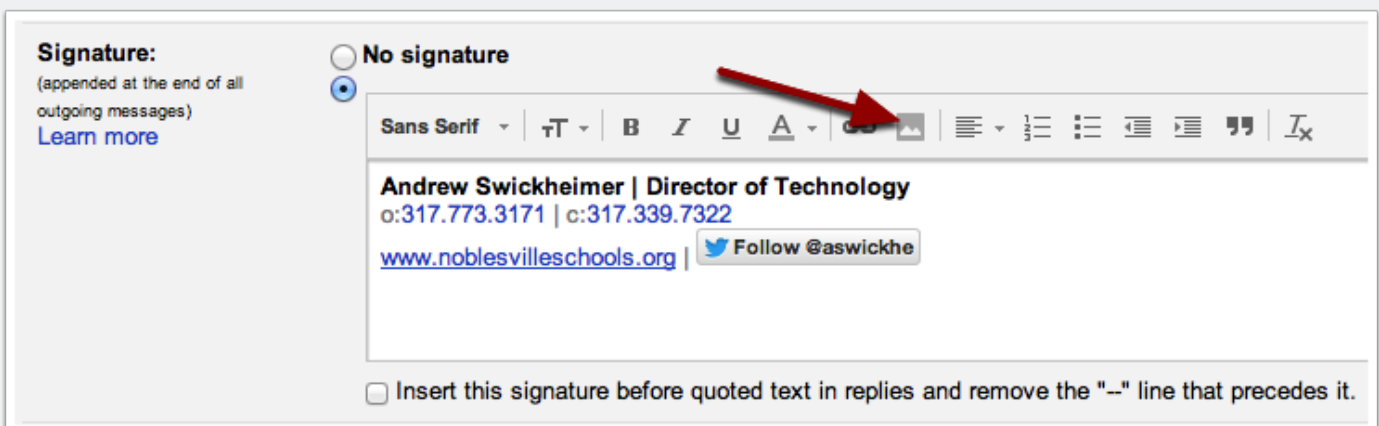 Signature:
(appended at the end of all
outgoing messages)
Learn more
No signature
Sans Serif
B I U A
Andrew Swickheimer | Director of Technology
o:317.773.3171 | c:317.339.7322
www.noblesvilleschools.org | Follow @aswickhe
Insert this signature before quoted text in replies and remove the "--" line that precedes it.